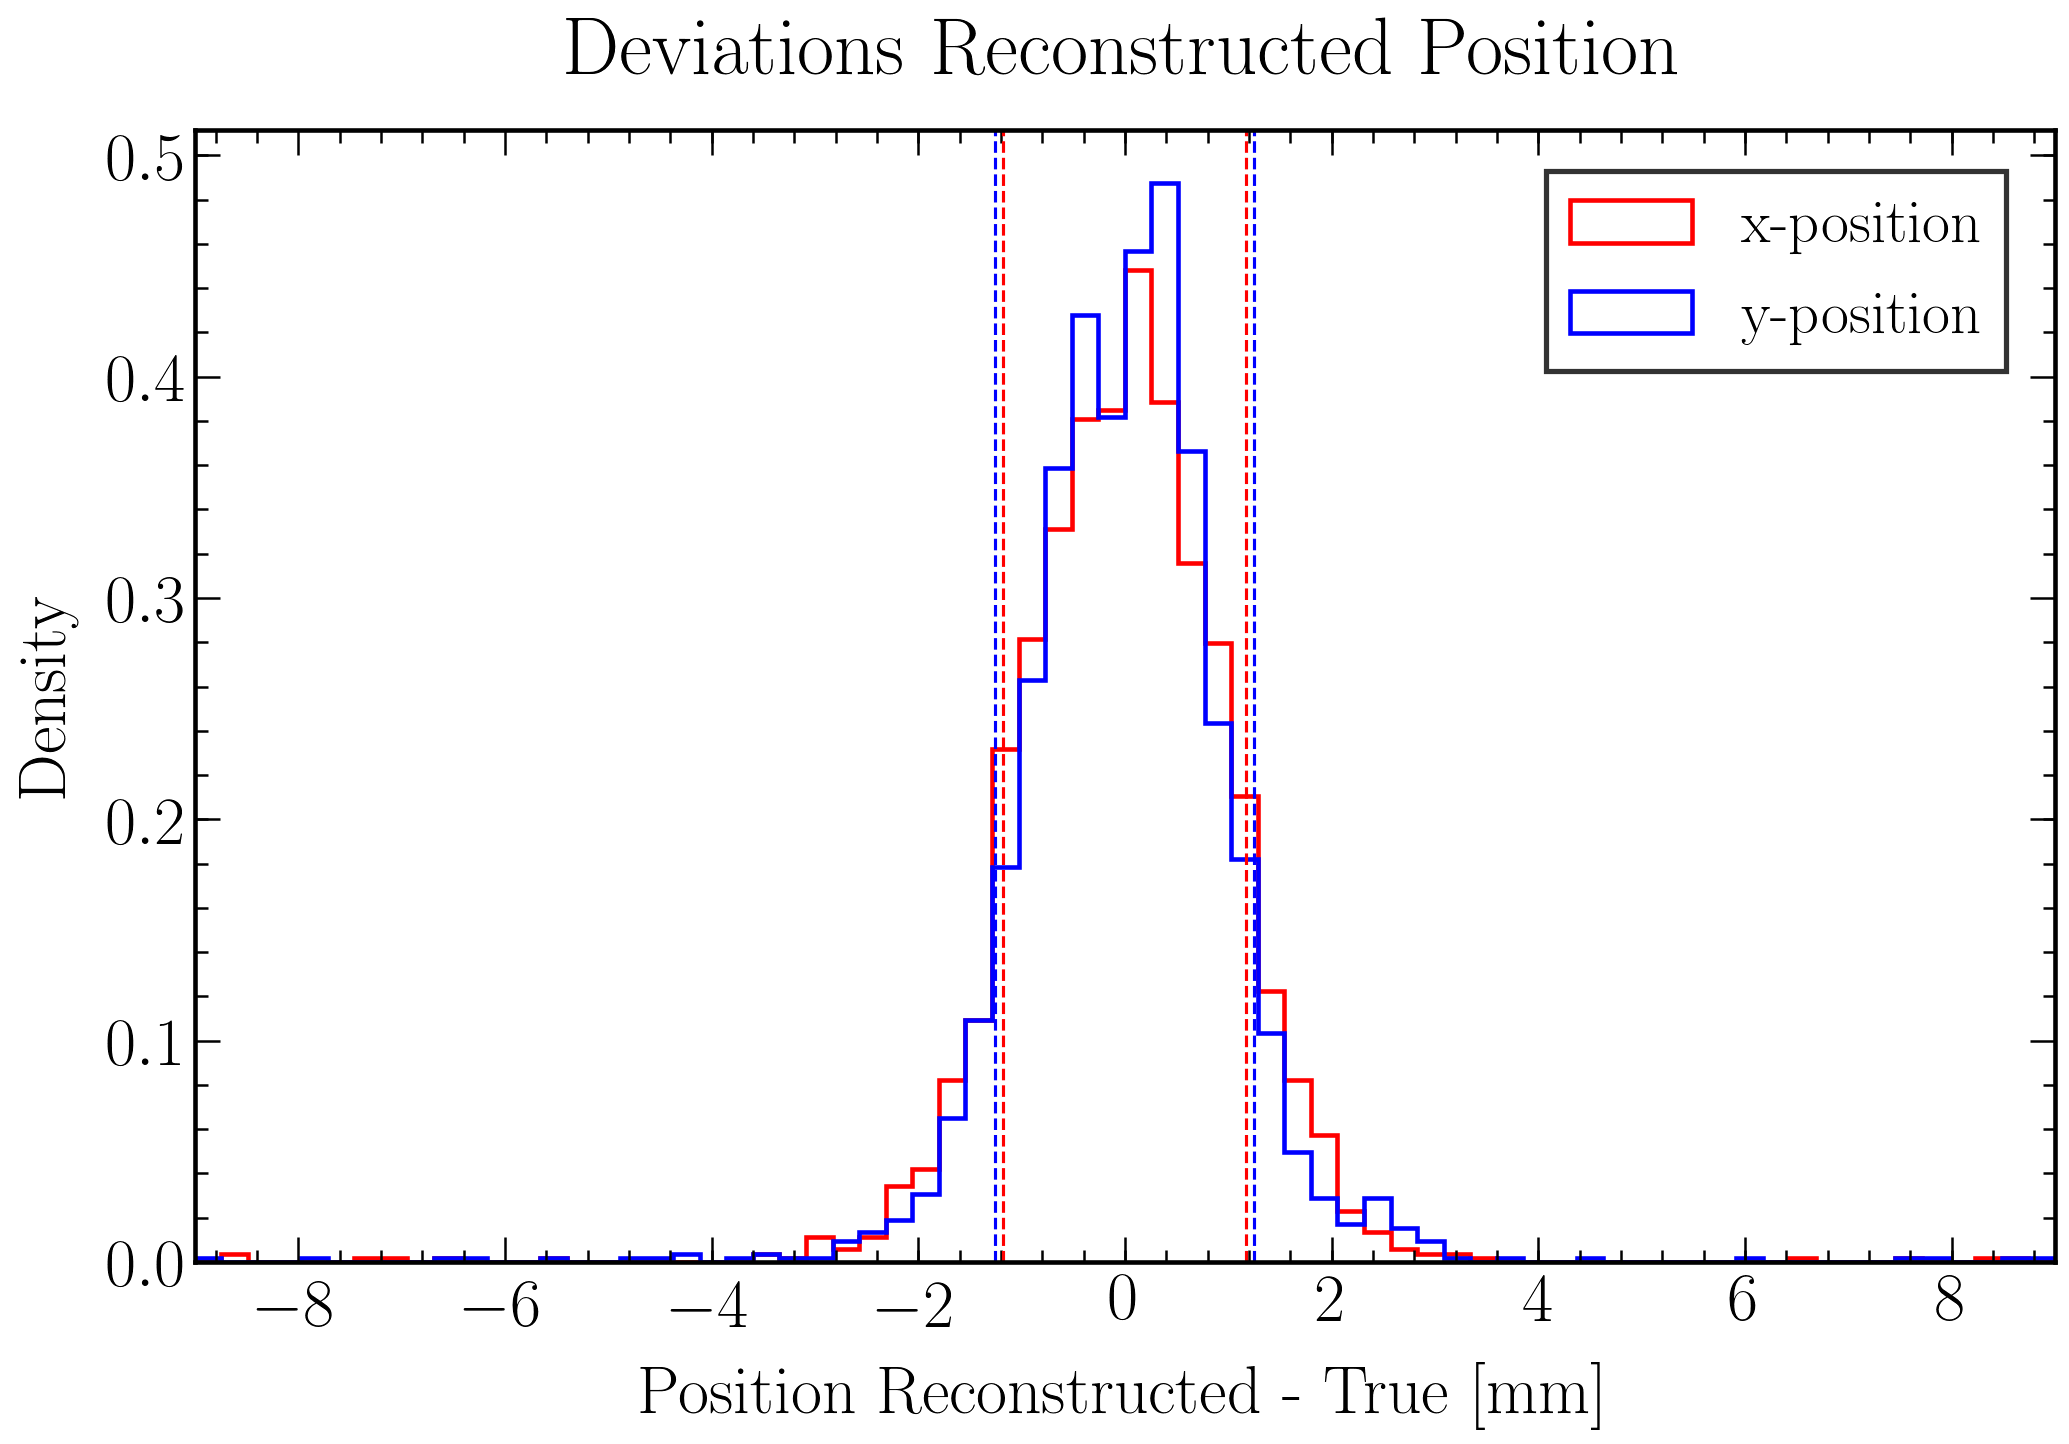 Deviations Reconstructed Position
0.5
0.4
0.3
0.2
0.1
0.0
Density
x-position
y-position
−8 −6 −4 −2 0 2 4 6 8
Position Reconstructed - True [mm]